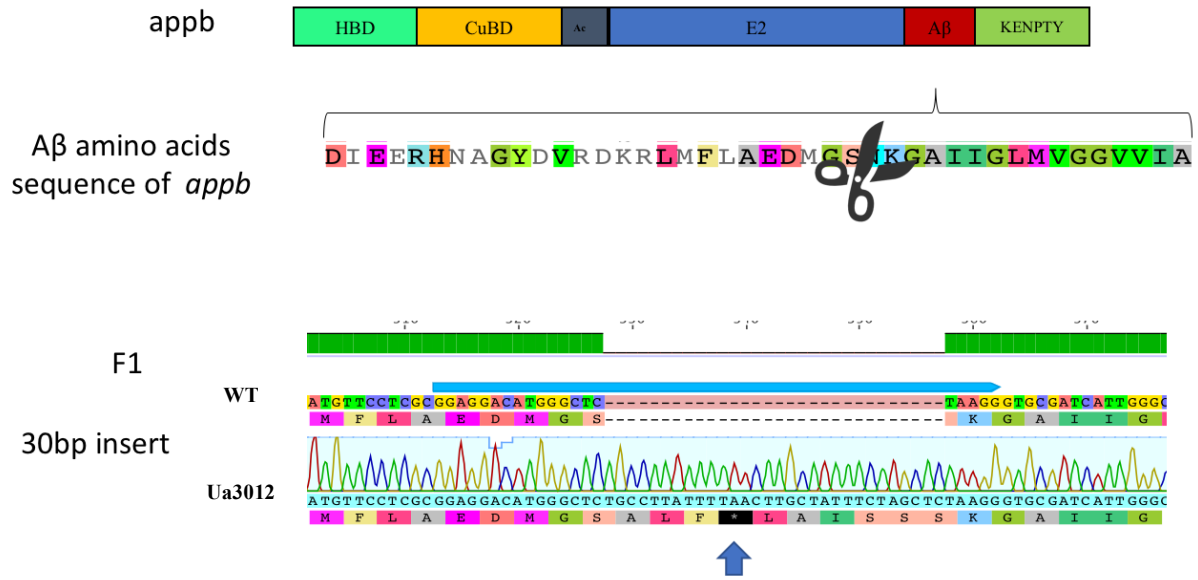 appb
HBD CuBD Ac E2 Aβ KENPTY
Aβ amino acids
sequence of appb
DIEERHNAGYDVRDKRLMFLAEDMGSNKGAIIGLMVGGVVIA
F1
WT
ATGTTCCTCGCGGAGGACATGGGCTC------------------------------TAAGGGTGCGATCATTGGGC
M F L A E D M G S------------------------------ K G A I I G
30bp insert
Ua3012
ATGTTCCTCGCGGAGGACATGGGCTCTGCCTTATTTTAACTTGCTATTTCTAGCTCTAAGGGTGCGATCATTGGGC
M F L A E D M G S A L F * L A I S S S K G A I I G